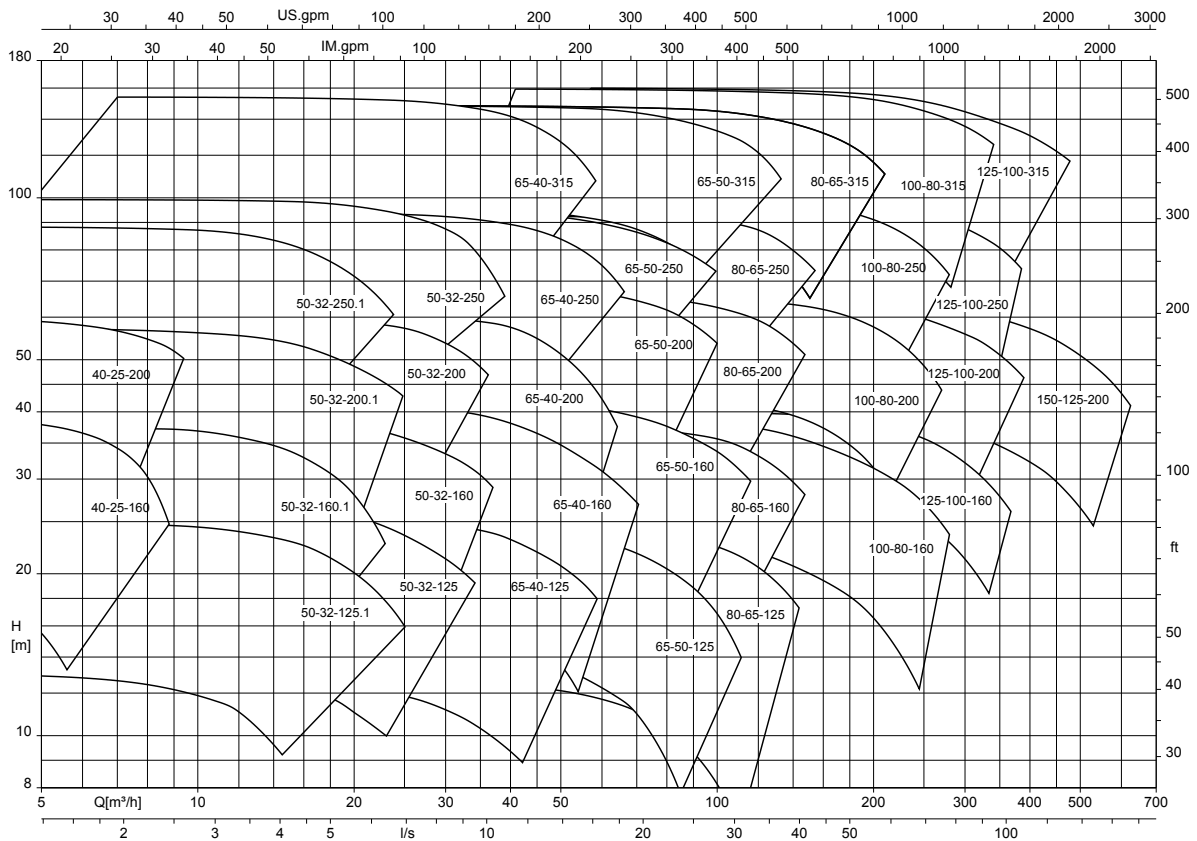 30 40 50 US.gpm 100 200 300 400 500 1000 2000 3000
20 30 40 50 IM.gpm 100 200 300 400 500 1000 2000
180
500
400
125-100-315
65-40-315 65-50-315 80-65-315 100-80-315
100
300
65-50-250 80-65-250 100-80-250
50-32-250.1 50-32-250 65-40-250 125-100-250
200
65-50-200
50
40-25-200 50-32-200 80-65-200 125-100-200
50-32-200.1 65-40-200 100-80-200 150-125-200
40
65-50-160 100
30
50-32-160 125-100-160
40-25-160 50-32-160.1 65-40-160 80-65-160
100-80-160 ft
20
50-32-125 65-40-125
50-32-125.1 80-65-125
H
[m] 65-50-125 50
40
10
30
8
5 Q[m³/h] 10 20 30 40 50 100 200 300 400 500 700
2 3 4 5 l/s 10 20 30 40 50 100